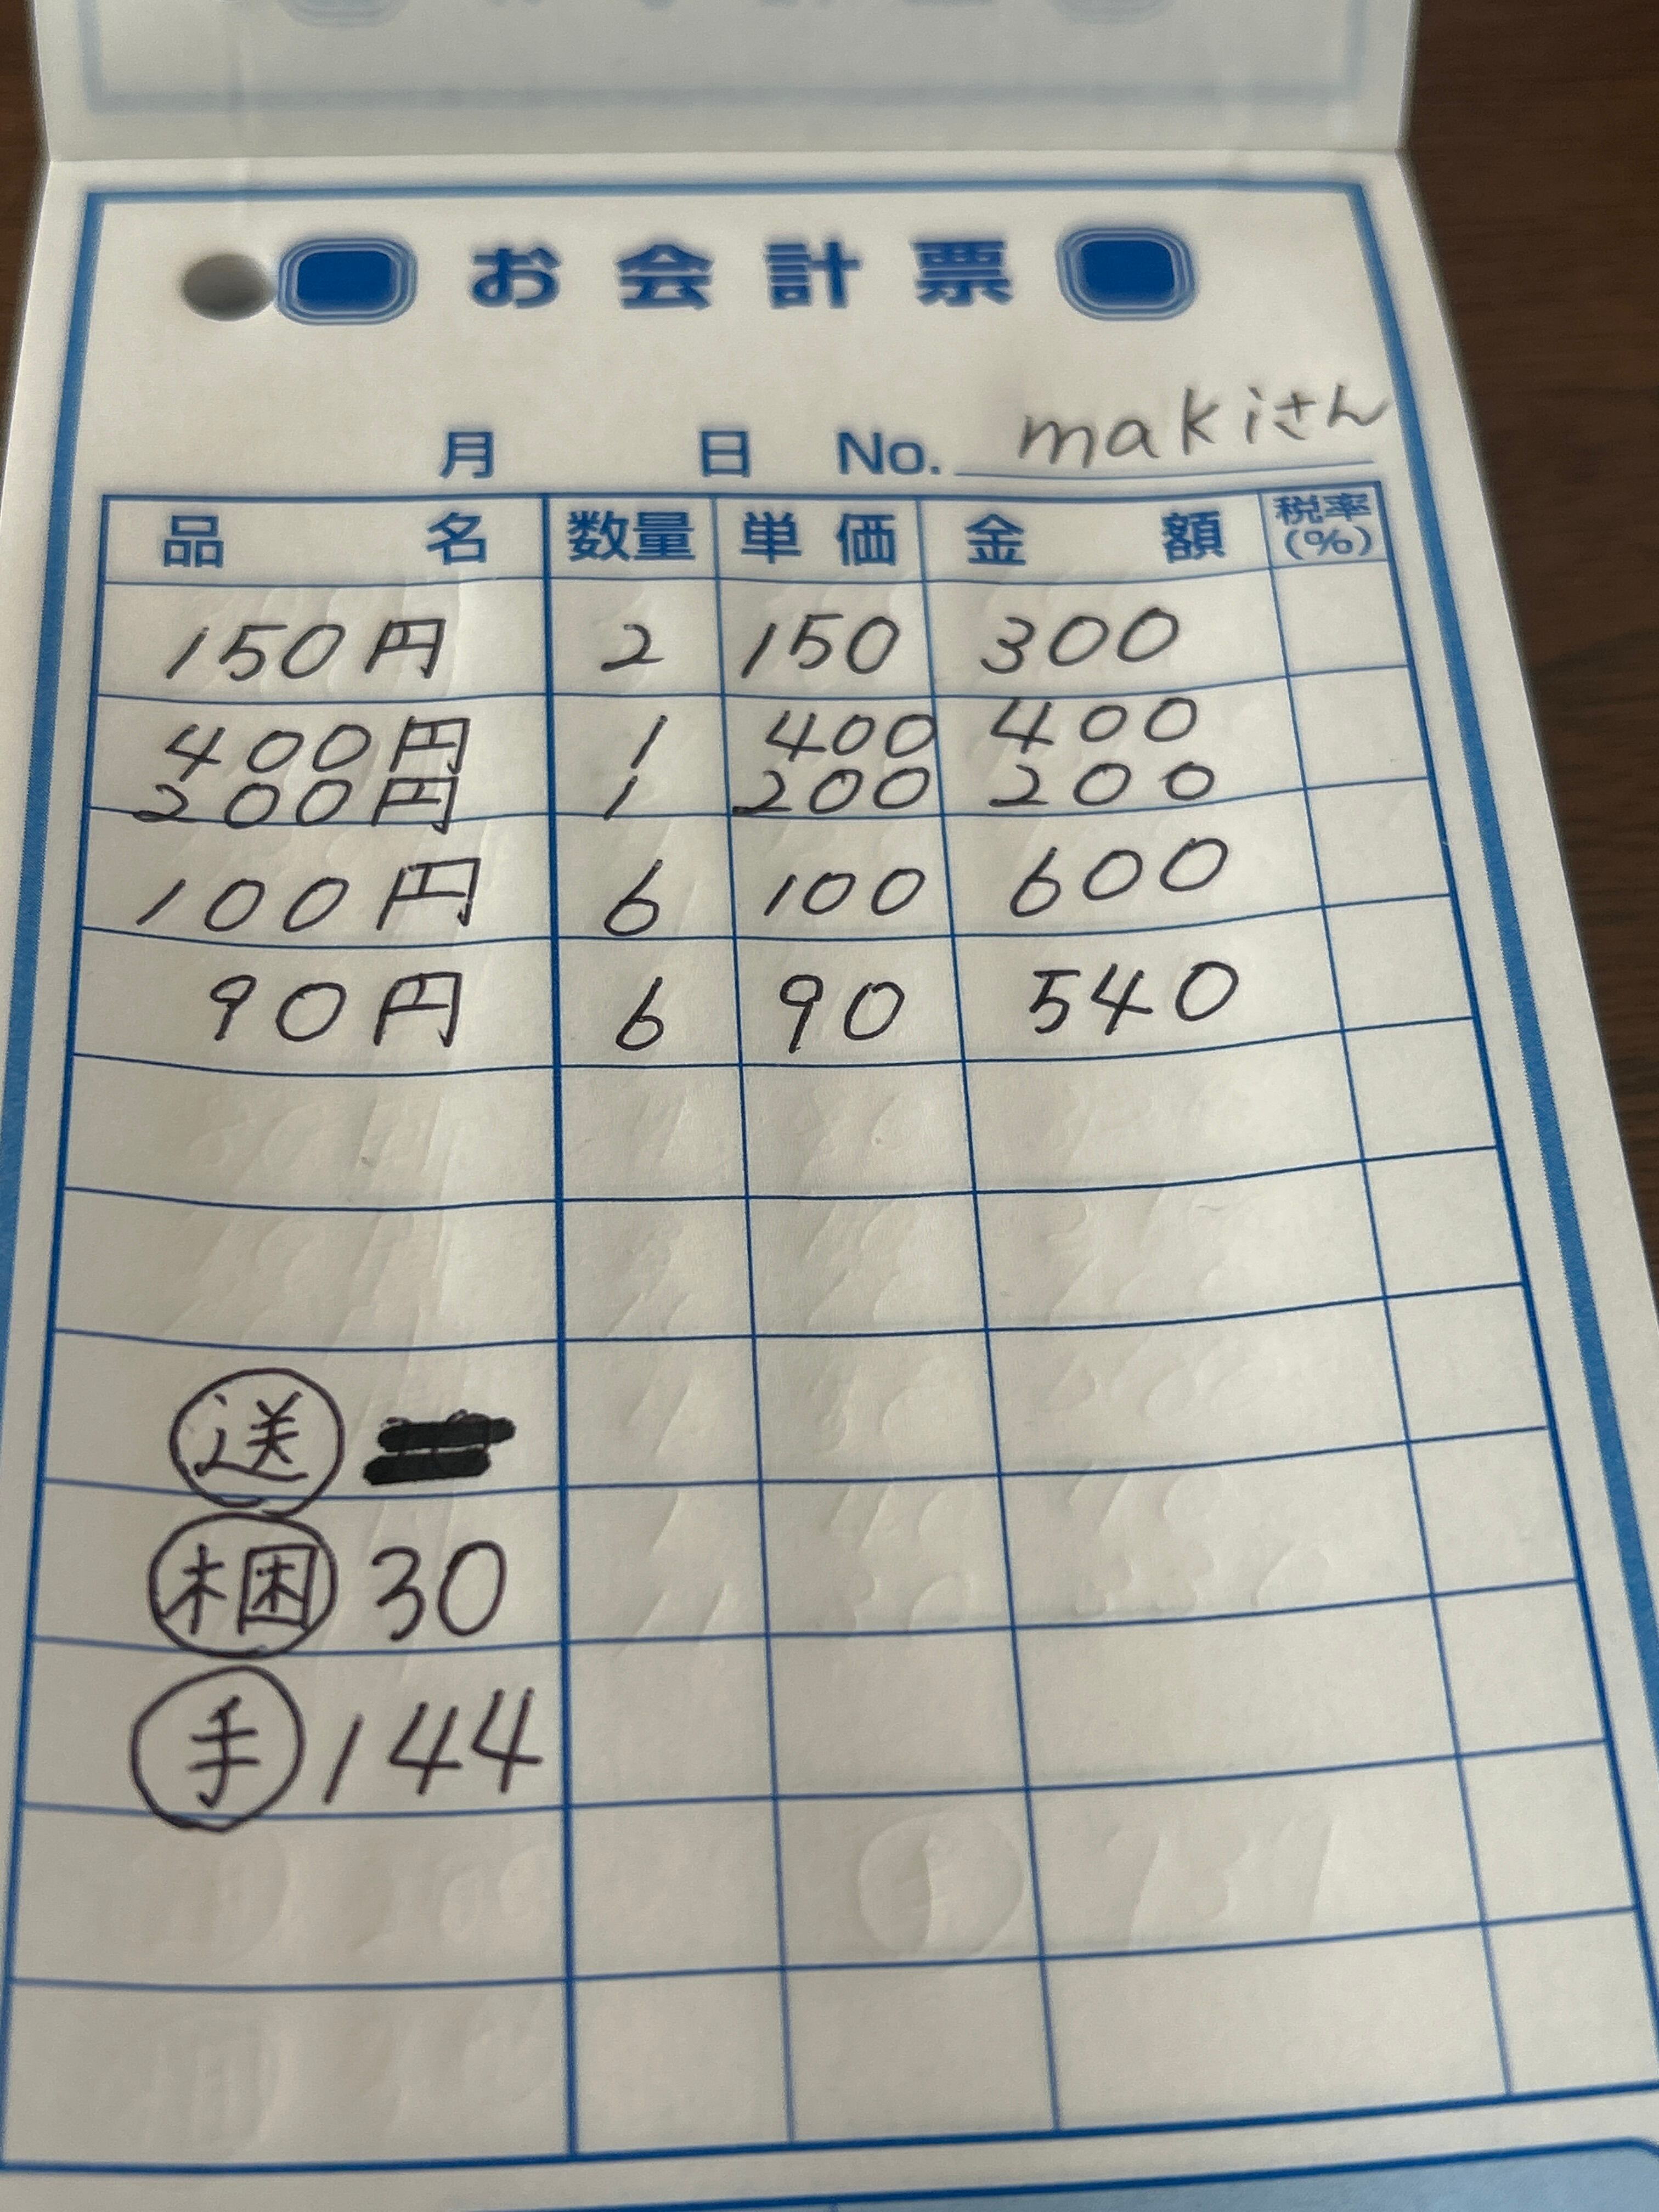 お会計票
月 日 No. makiさん
品名 数量 単価 金額 税率(%)
150円 2 150 300
400円 1 400 400
200円 1 200 200
100円 6 100 600
90円 6 90 540
送
梱 30
手 144